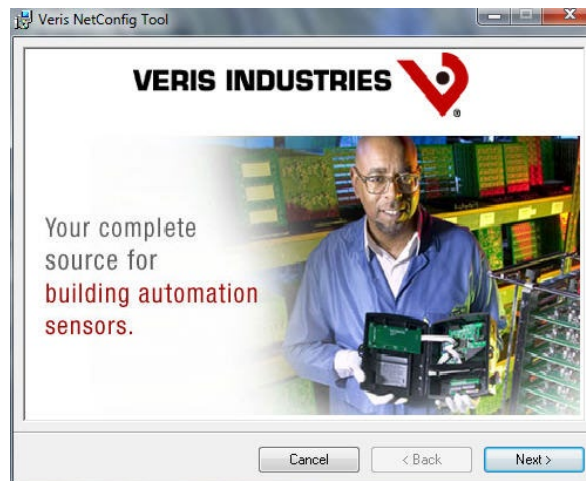 Veris NetConfig Tool
VERIS INDUSTRIES
®
Your complete
source for
building automation
sensors.
Cancel
< Back
Next >